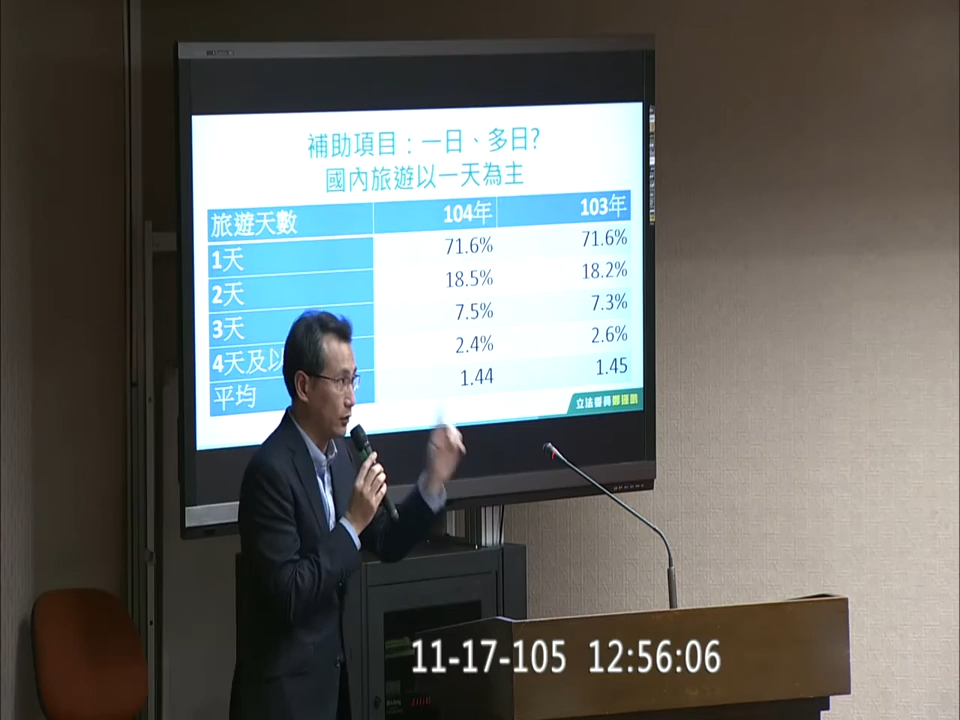 補助項目：一日、多日?
國內旅遊以一天為主
旅遊天數 104年 103年
1天 71.6% 71.6%
2天 18.5% 18.2%
3天 7.5% 7.3%
4天及以 2.4% 2.6%
平均 1.44 1.45
立法委員鄭運鵬
11-17-105 12:56:06